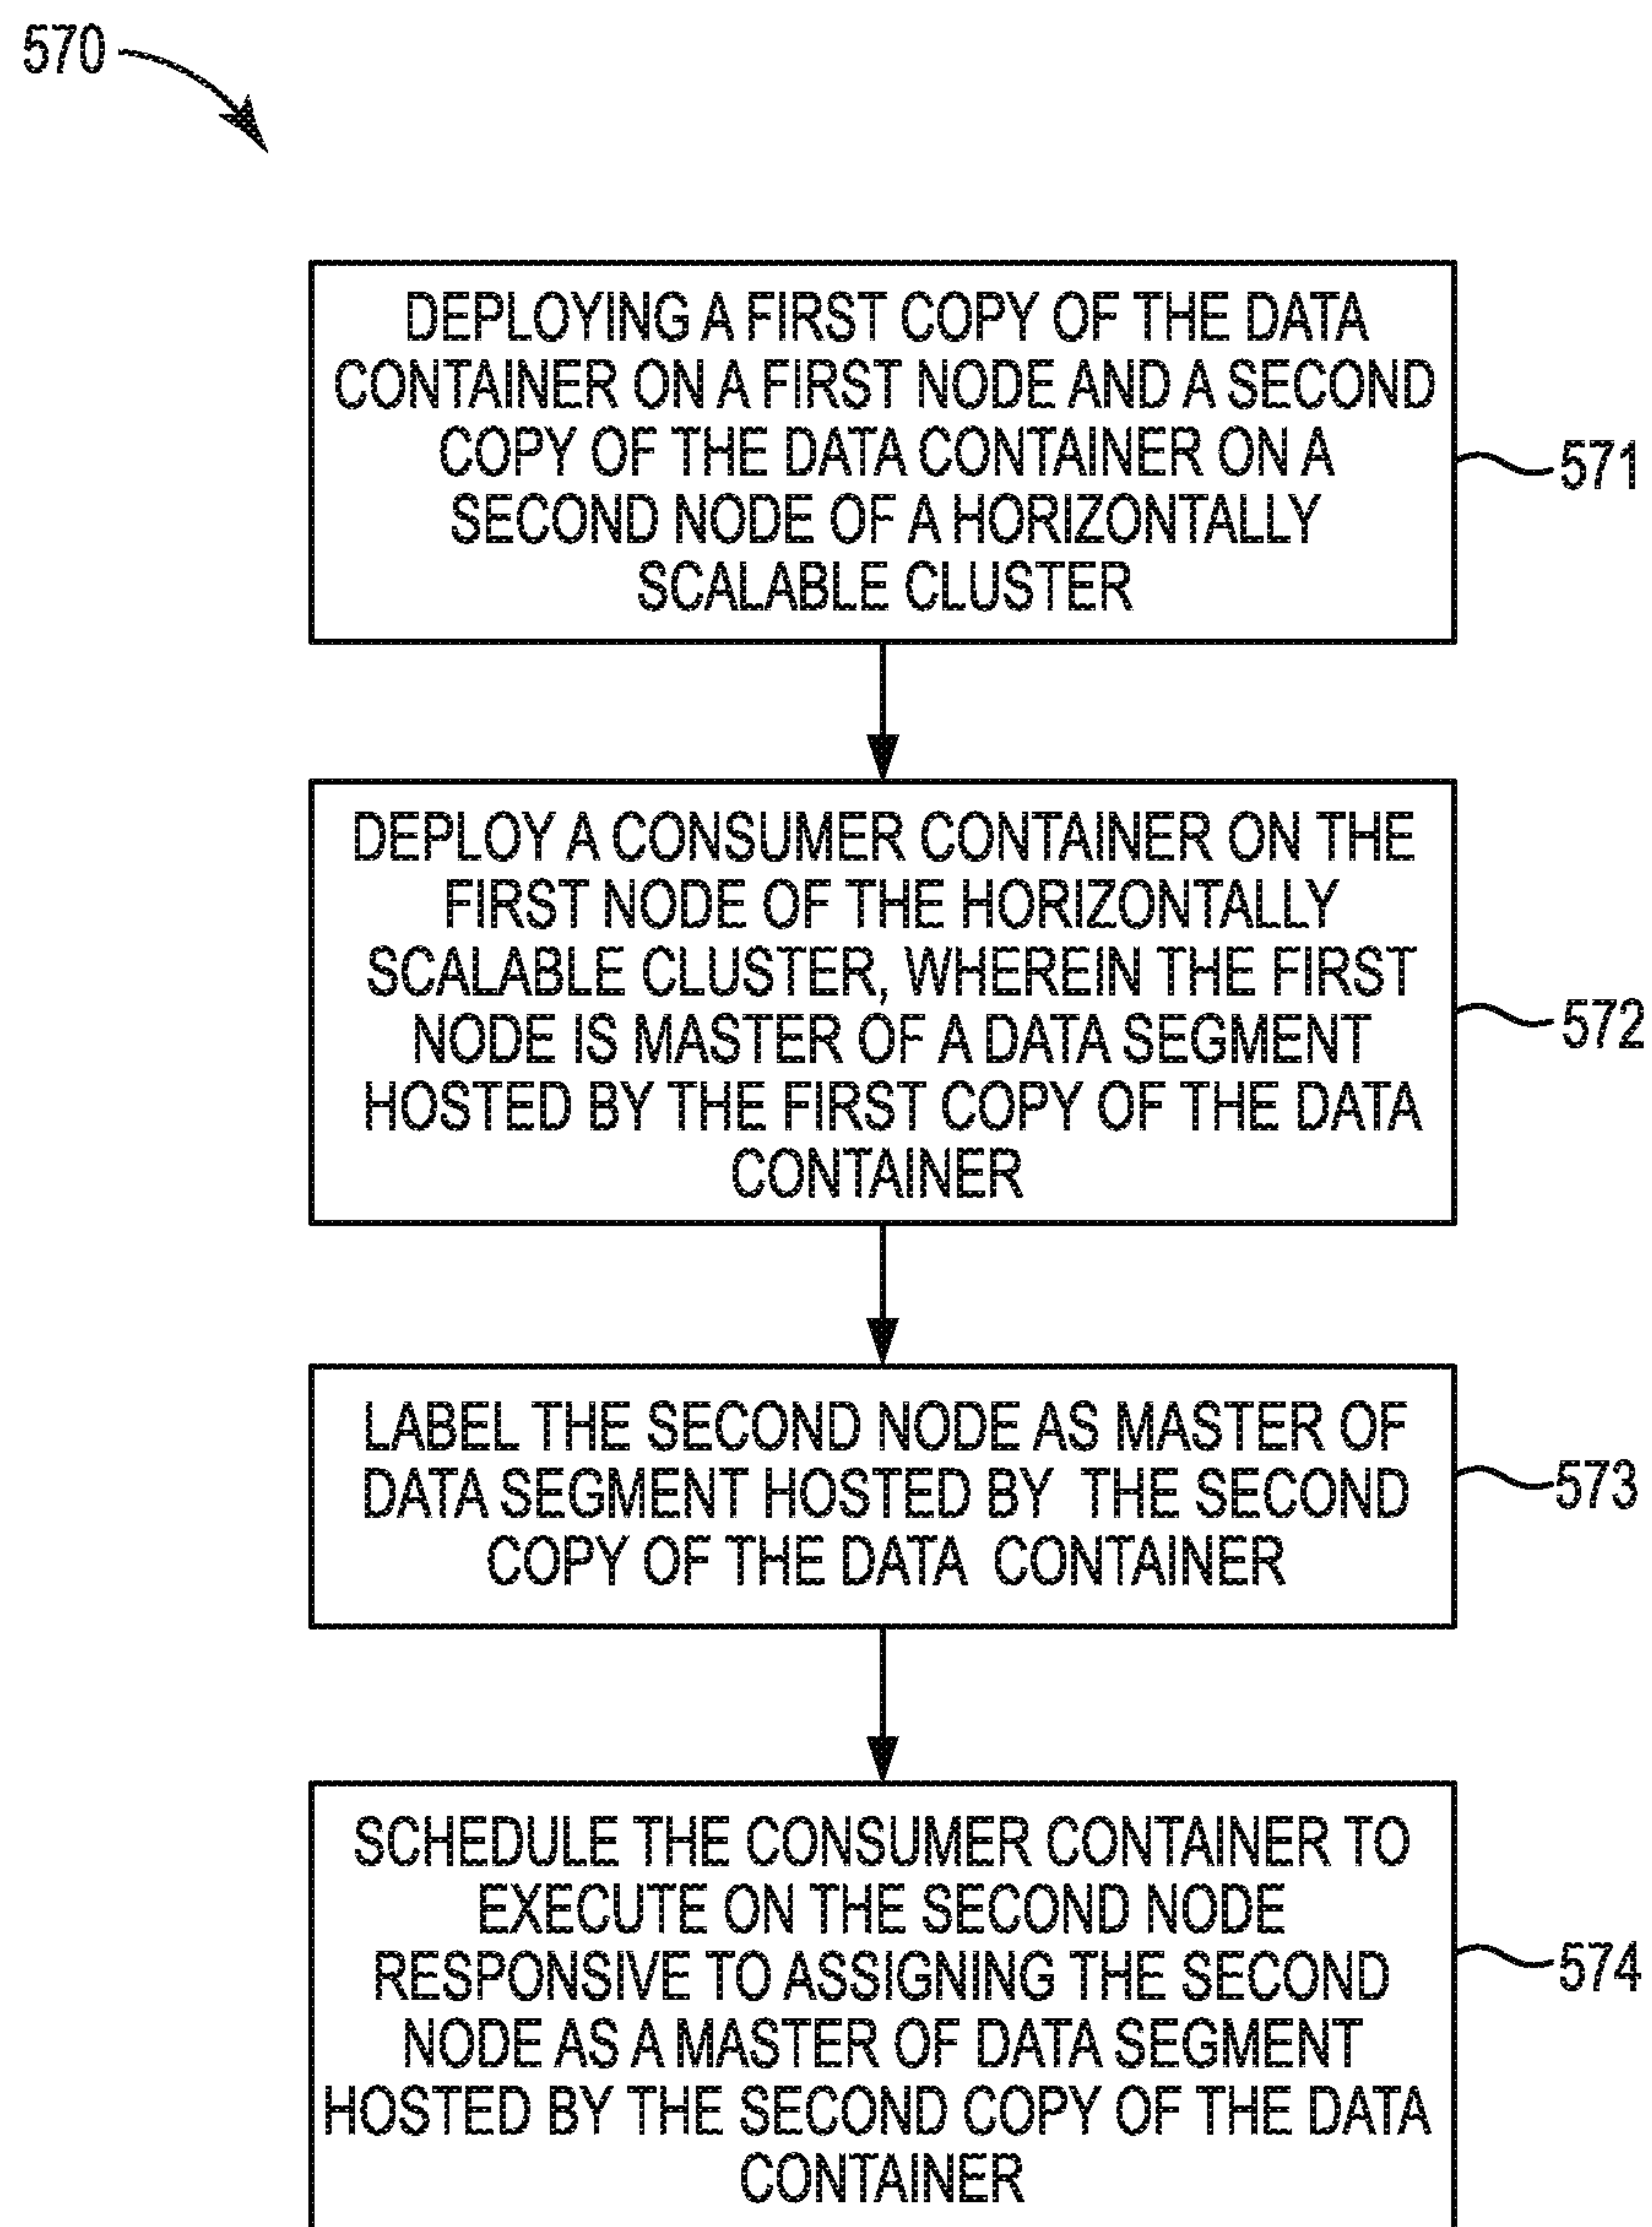 570
DEPLOYING A FIRST COPY OF THE DATA
CONTAINER ON A FIRST NODE AND A SECOND
COPY OF THE DATA CONTAINER ON A
SECOND NODE OF A HORIZONTALLY
SCALABLE CLUSTER
571
DEPLOY A CONSUMER CONTAINER ON THE
FIRST NODE OF THE HORIZONTALLY
SCALABLE CLUSTER, WHEREIN THE FIRST
NODE IS MASTER OF A DATA SEGMENT
HOSTED BY THE FIRST COPY OF THE DATA
CONTAINER
572
LABEL THE SECOND NODE AS MASTER OF
DATA SEGMENT HOSTED BY THE SECOND
COPY OF THE DATA CONTAINER
573
SCHEDULE THE CONSUMER CONTAINER TO
EXECUTE ON THE SECOND NODE
RESPONSIVE TO ASSIGNING THE SECOND
NODE AS A MASTER OF DATA SEGMENT
HOSTED BY THE SECOND COPY OF THE DATA
CONTAINER
574